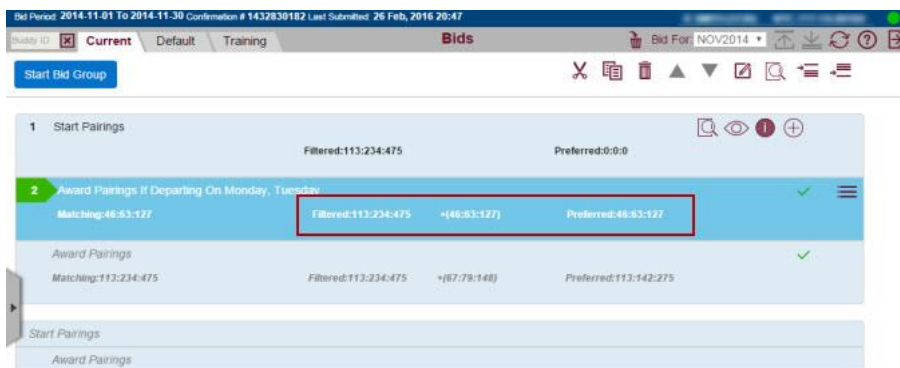 Bid Period: 2014-11-01 To 2014-11-30 Confirmation # 1432830182 Last Submitted: 26 Feb, 2016 20:47
Buddy ID Current Default Training Bids Bid For: NOV2014
Start Bid Group
1 Start Pairings
Filtered:113:234:475 Preferred:0:0:0
2 Award Pairings If Departing On Monday, Tuesday
Matching:46:63:127 Filtered:113:234:475 +(46:63:127) Preferred:46:63:127
Award Pairings
Matching:113:234:475 Filtered:113:234:475 +(67:79:148) Preferred:113:142:275
Start Pairings
Award Pairings